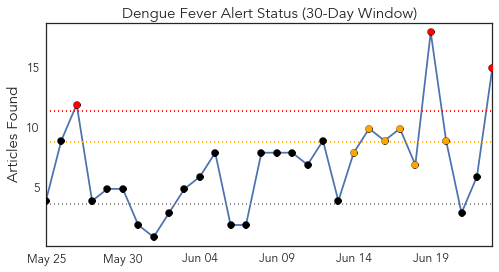 Dengue Fever Alert Status (30-Day Window)
Articles Found
15
10
5
May 25 May 30 Jun 04 Jun 09 Jun 14 Jun 19